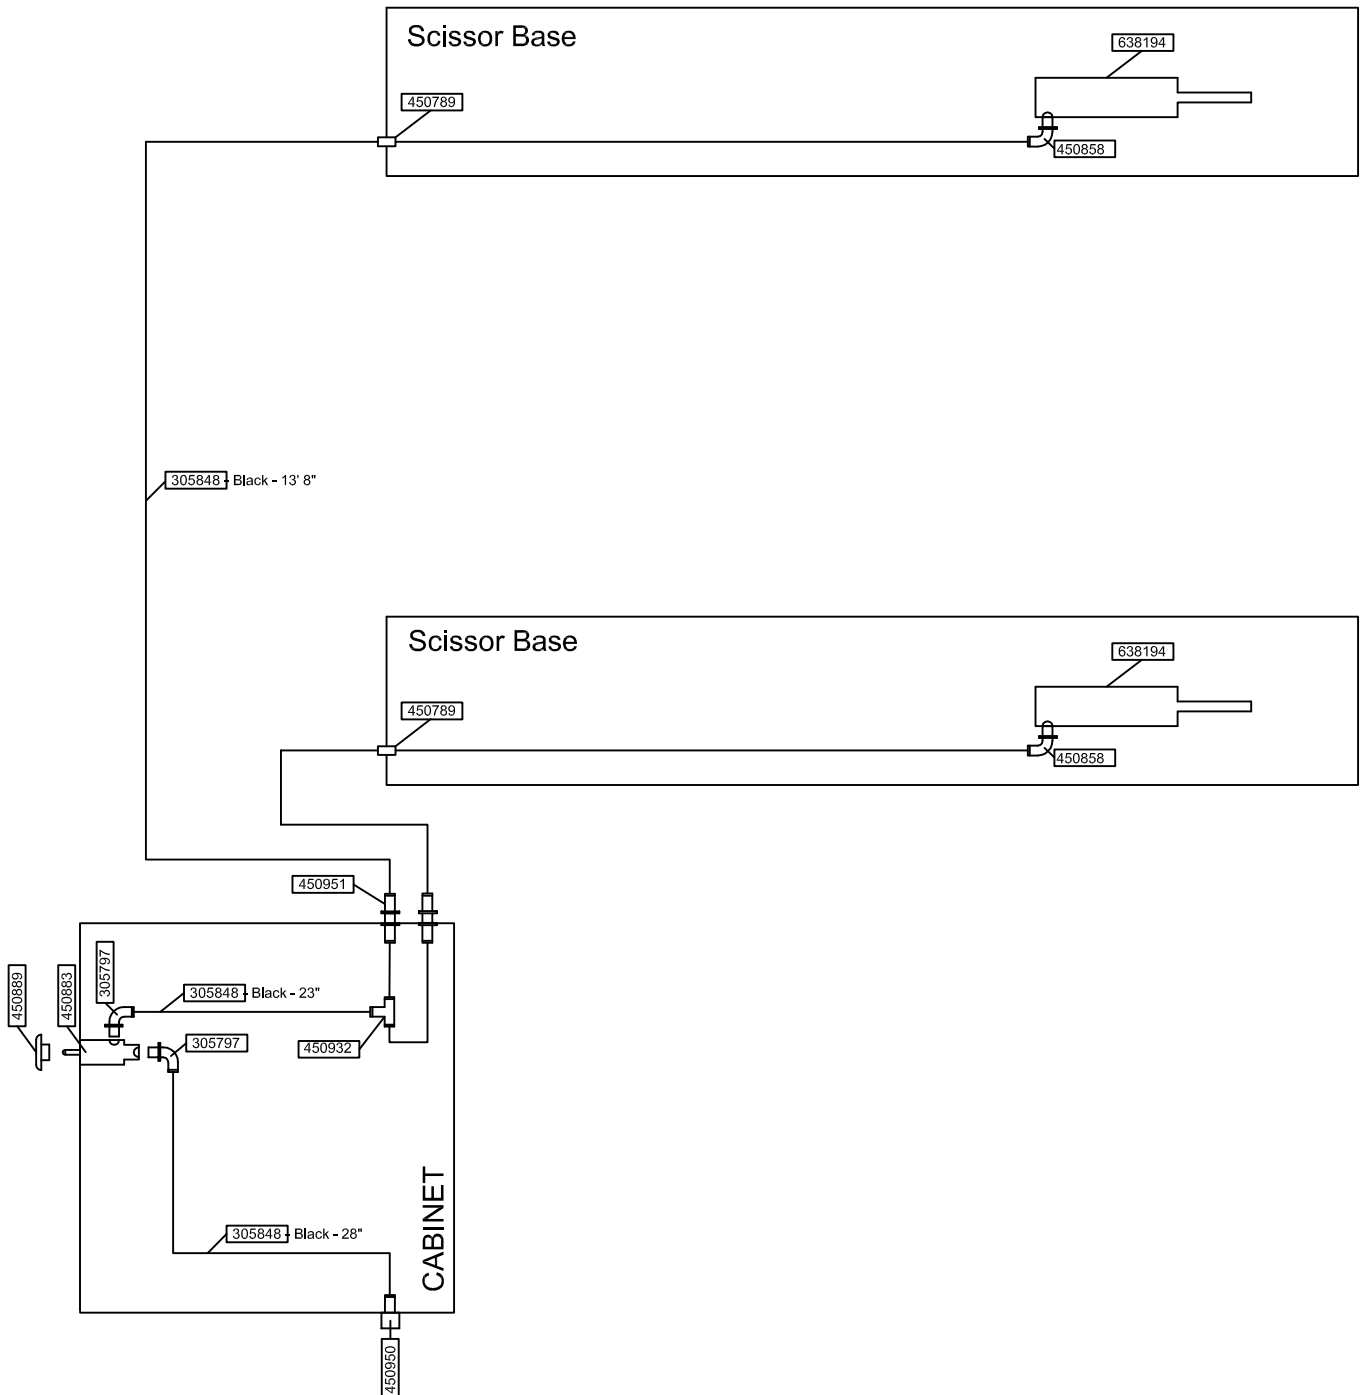 Scissor Base
638194
450789
450858
305848 - Black - 13' 8"
Scissor Base
638194
450789
450858
450951
305797
450889
450883
305848 - Black - 23"
305797
450932
CABINET
305848 - Black - 28"
450950